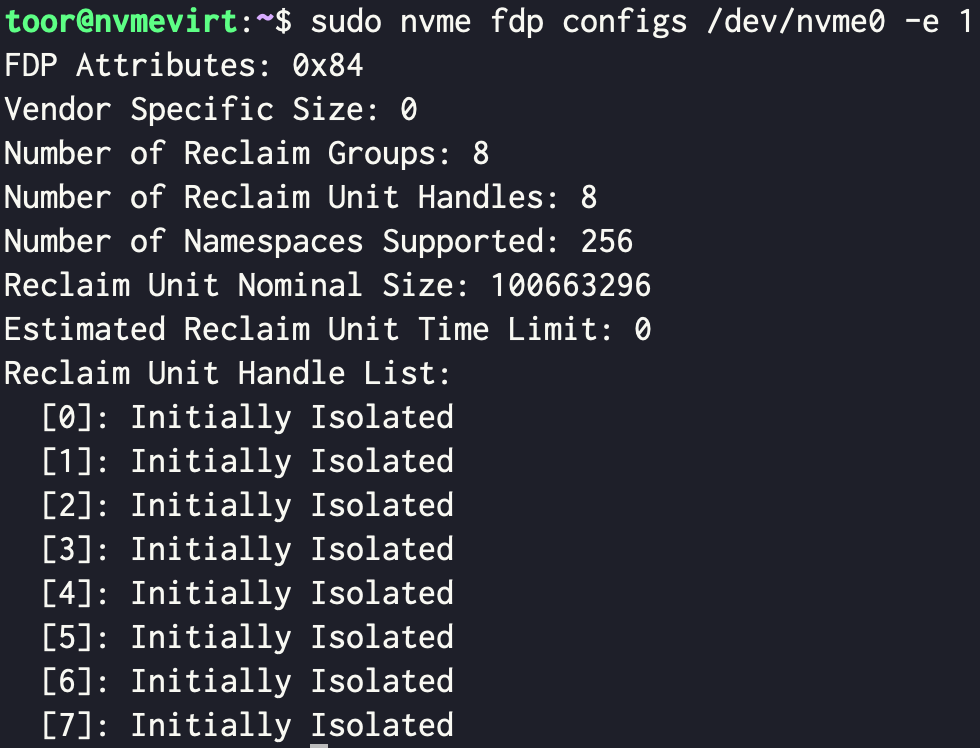 toor@nvmevirt:~$ sudo nvme fdp configs /dev/nvme0 -e 1
FDP Attributes: 0x84
Vendor Specific Size: 0
Number of Reclaim Groups: 8
Number of Reclaim Unit Handles: 8
Number of Namespaces Supported: 256
Reclaim Unit Nominal Size: 100663296
Estimated Reclaim Unit Time Limit: 0
Reclaim Unit Handle List:
  [0]: Initially Isolated
  [1]: Initially Isolated
  [2]: Initially Isolated
  [3]: Initially Isolated
  [4]: Initially Isolated
  [5]: Initially Isolated
  [6]: Initially Isolated
  [7]: Initially Isolated